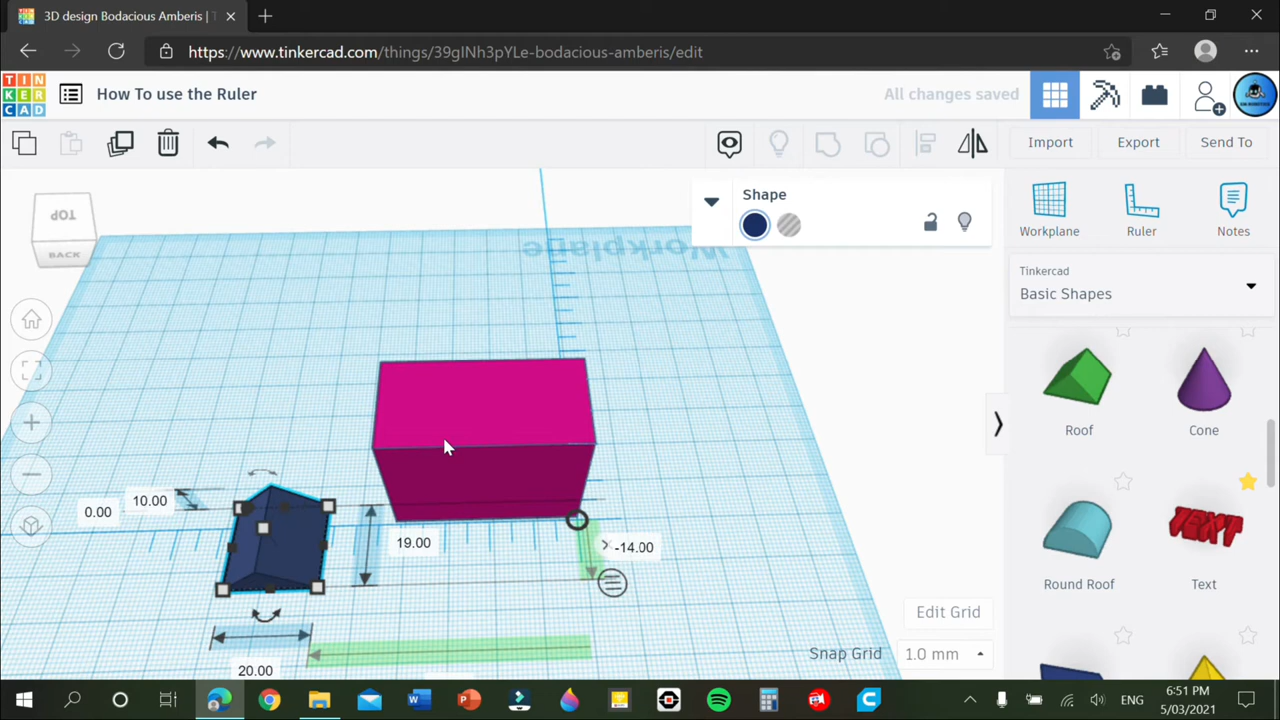 3D design Bodacious Amberis |
https://www.tinkercad.com/things/39gINh3pYLe-bodacious-amberis/edit
TIN
KER
CAD
How To use the Ruler
All changes saved
Import
Export
Send To
Shape
Workplane
Ruler
Notes
TOP
BACK
Workplane
Tinkercad
Basic Shapes
Roof
Cone
10.00
0.00
19.00
-14.00
TEXT
Round Roof
Text
Edit Grid
Snap Grid
1.0 mm
20.00
ENG
6:51 PM
5/03/2021